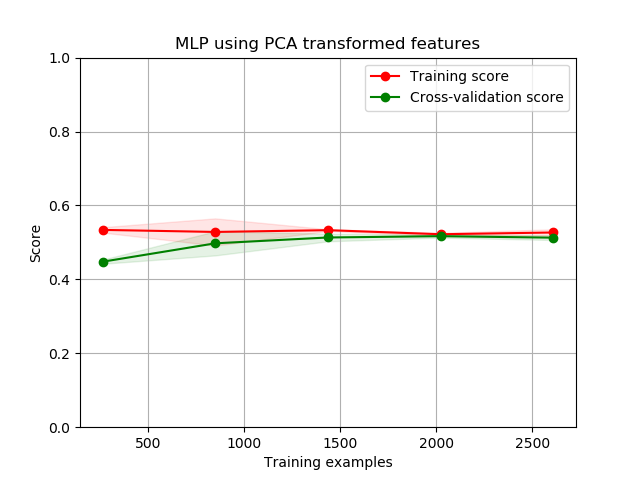 MLP using PCA transformed features
Training score
Cross-validation score
1.0
0.8
0.6
0.4
0.2
0.0
Score
500 1000 1500 2000 2500
Training examples